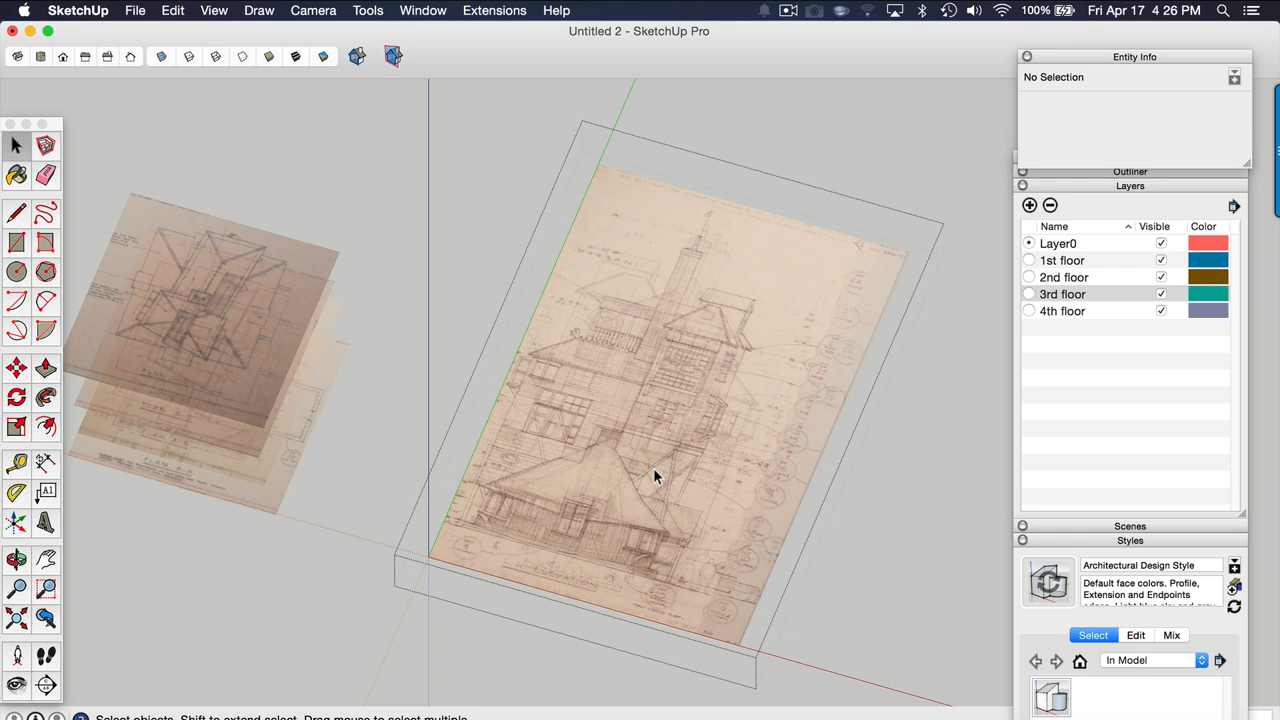 SketchUp File Edit View Draw Camera Tools Window Extensions Help 100% Fri Apr 17 4:26 PM
Untitled 2 - SketchUp Pro
Entity Info
No Selection
Outliner
Layers
Name Visible Color
Layer0
1st floor
2nd floor
3rd floor
4th floor
A1
Scenes
Styles
Architectural Design Style
Default face colors. Profile,
Extension and Endpoints
Select Edit Mix
In Model
Select objects. Shift to extend select. Drag mouse to select multiple.